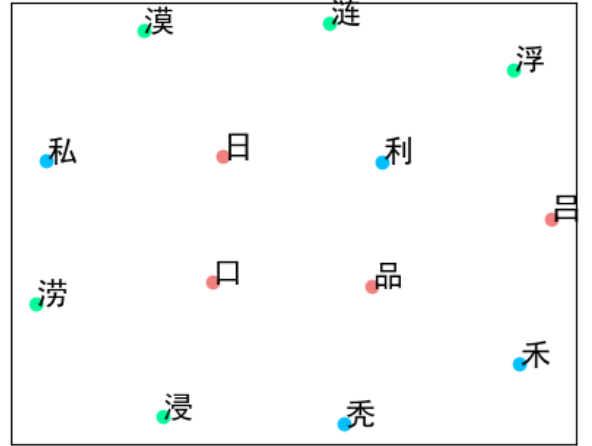 漠
涟
浮
私
日
利
吕
口
品
涝
禾
浸
秃